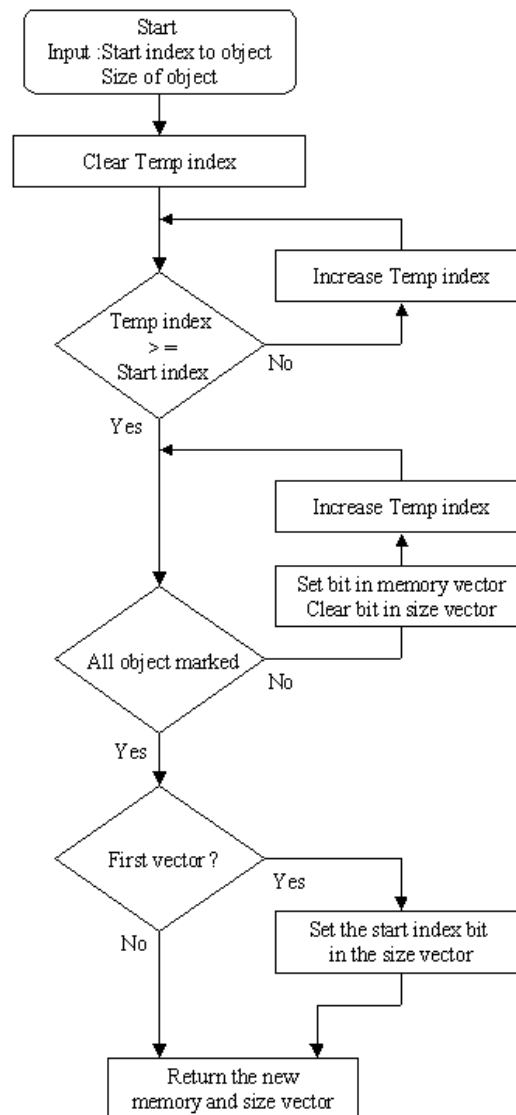 Start
Input :Start index to object
Size of object
Clear Temp index
Increase Temp index
Temp index
>=
Start index
No
Yes
Increase Temp index
Set bit in memory vector
Clear bit in size vector
All object marked
No
Yes
First vector ?
Yes
No
Set the start index bit
in the size vector
Return the new
memory and size vector